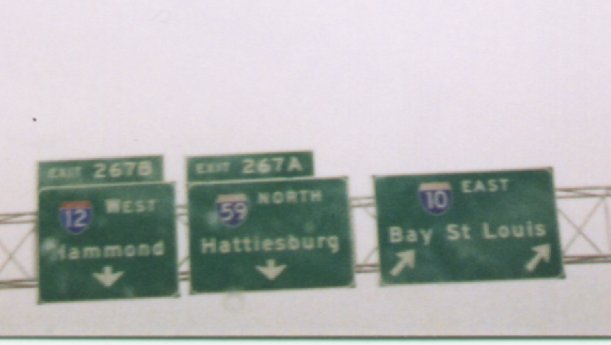 EXIT 267B
12 WEST
Hammond
EXIT 267A
59 NORTH
Hattiesburg
10 EAST
Bay St Louis